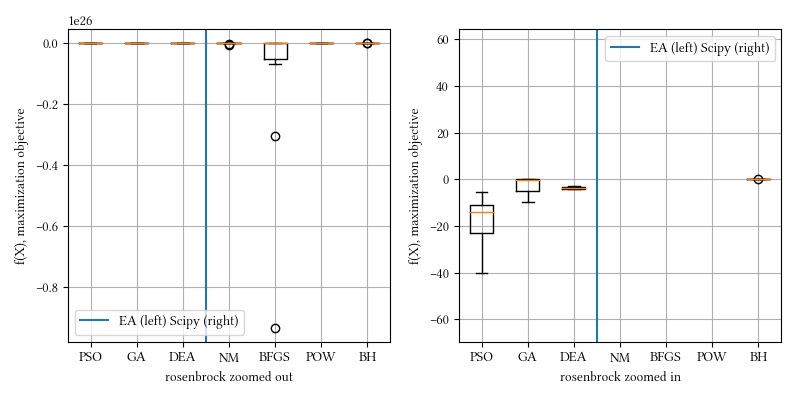 1e26
0.0
−0.2
−0.4
−0.6
−0.8
f(X), maximization objective
EA (left) Scipy (right)
PSO GA DEA NM BFGS POW BH
rosenbrock zoomed out
60
40
20
0
−20
−40
−60
f(X), maximization objective
EA (left) Scipy (right)
PSO GA DEA NM BFGS POW BH
rosenbrock zoomed in